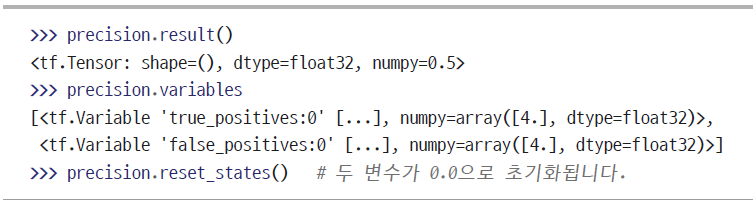 >>> precision.result()
<tf.Tensor: shape=(), dtype=float32, numpy=0.5>
>>> precision.variables
[<tf.Variable 'true_positives:0' [...], numpy=array([4.], dtype=float32)>,
 <tf.Variable 'false_positives:0' [...], numpy=array([4.], dtype=float32)>]
>>> precision.reset_states()   # 두 변수가 0.0으로 초기화됩니다.